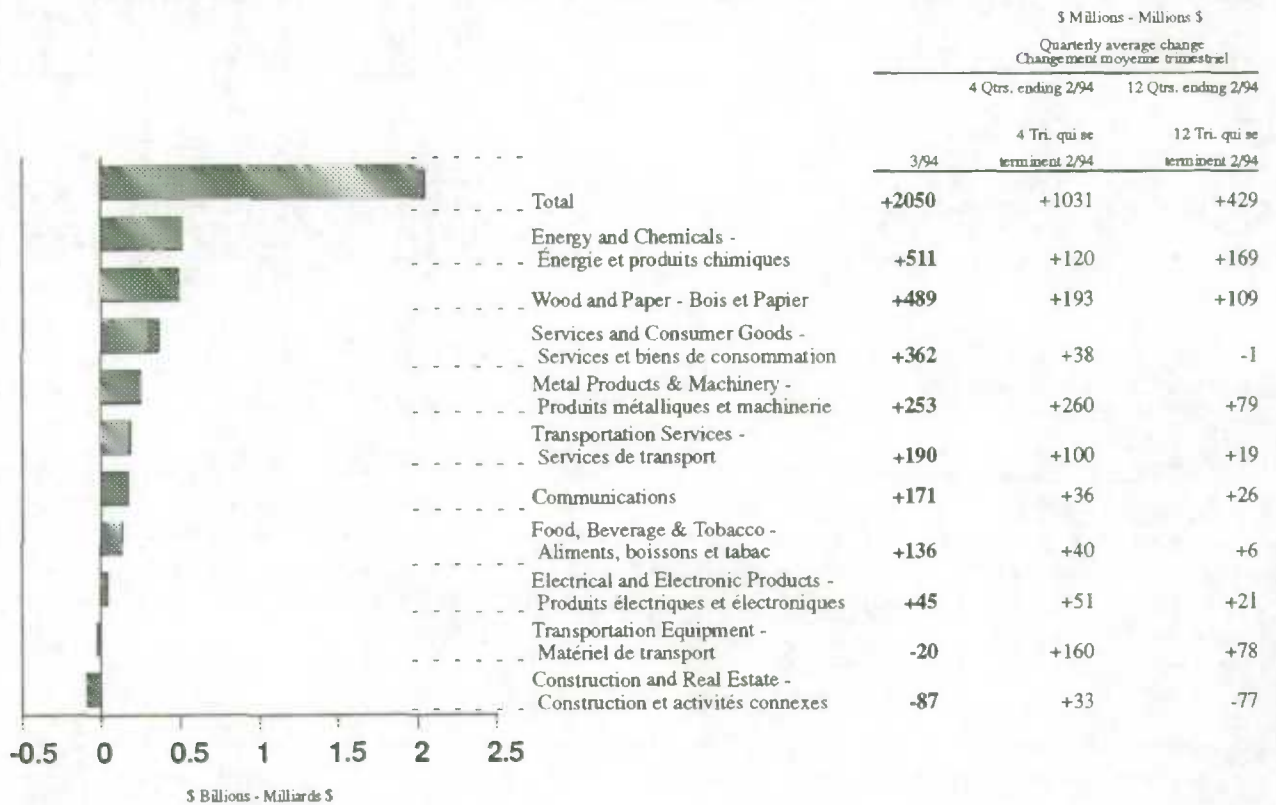 $ Millions - Millions $
Quarterly average change
Changement moyenne trimestriel
4 Qtrs. ending 2/94 12 Qtrs. ending 2/94
4 Tri. qui se 12 Tri. qui se
3/94 terminent 2/94 terminent 2/94
Total +2050 +1031 +429
Energy and Chemicals -
Énergie et produits chimiques +511 +120 +169
Wood and Paper - Bois et Papier +489 +193 +109
Services and Consumer Goods -
Services et biens de consommation +362 +38 -1
Metal Products & Machinery -
Produits métalliques et machinerie +253 +260 +79
Transportation Services -
Services de transport +190 +100 +19
Communications +171 +36 +26
Food, Beverage & Tobacco -
Aliments, boissons et tabac +136 +40 +6
Electrical and Electronic Products -
Produits électriques et électroniques +45 +51 +21
Transportation Equipment -
Matériel de transport -20 +160 +78
Construction and Real Estate -
Construction et activités connexes -87 +33 -77
-0.5 0 0.5 1 1.5 2 2.5
$ Billions - Milliards $